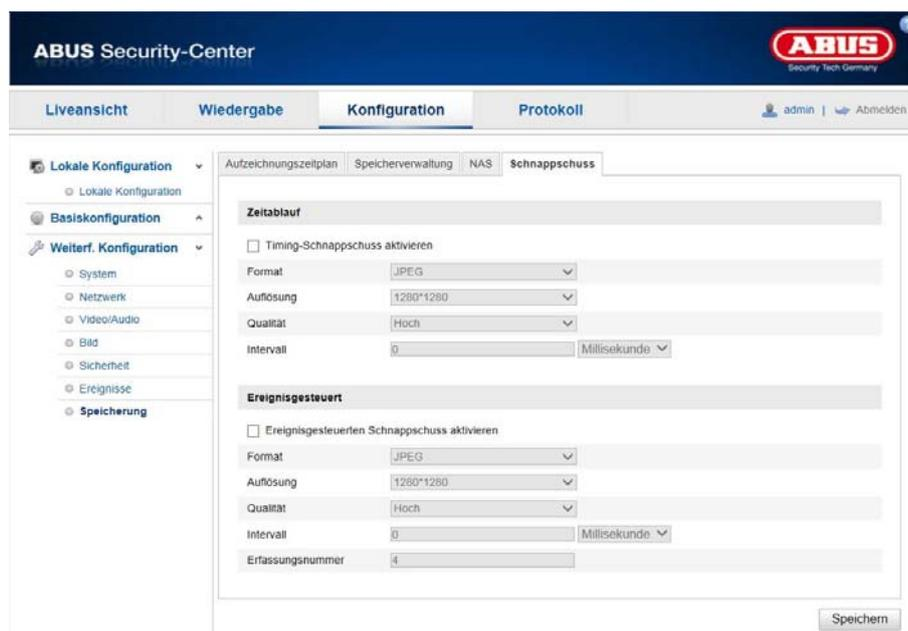 ABUS Security-Center
ABUS
Security Tech Germany
Liveansicht Wiedergabe Konfiguration Protokoll admin | Abmelden
Lokale Konfiguration
Lokale Konfiguration
Basiskonfiguration
Weiterf. Konfiguration
System
Netzwerk
Video/Audio
Bild
Sicherheit
Ereignisse
Speicherung
Aufzeichnungszeitplan Speicherverwaltung NAS Schnappschuss
Zeitablauf
Timing-Schnappschuss aktivieren
Format JPEG
Auflösung 1280*1280
Qualität Hoch
Intervall 0 Millisekunde
Ereignisgesteuert
Ereignisgesteuerten Schnappschuss aktivieren
Format JPEG
Auflösung 1280*1280
Qualität Hoch
Intervall 0 Millisekunde
Erfassungsnummer 4
Speichern